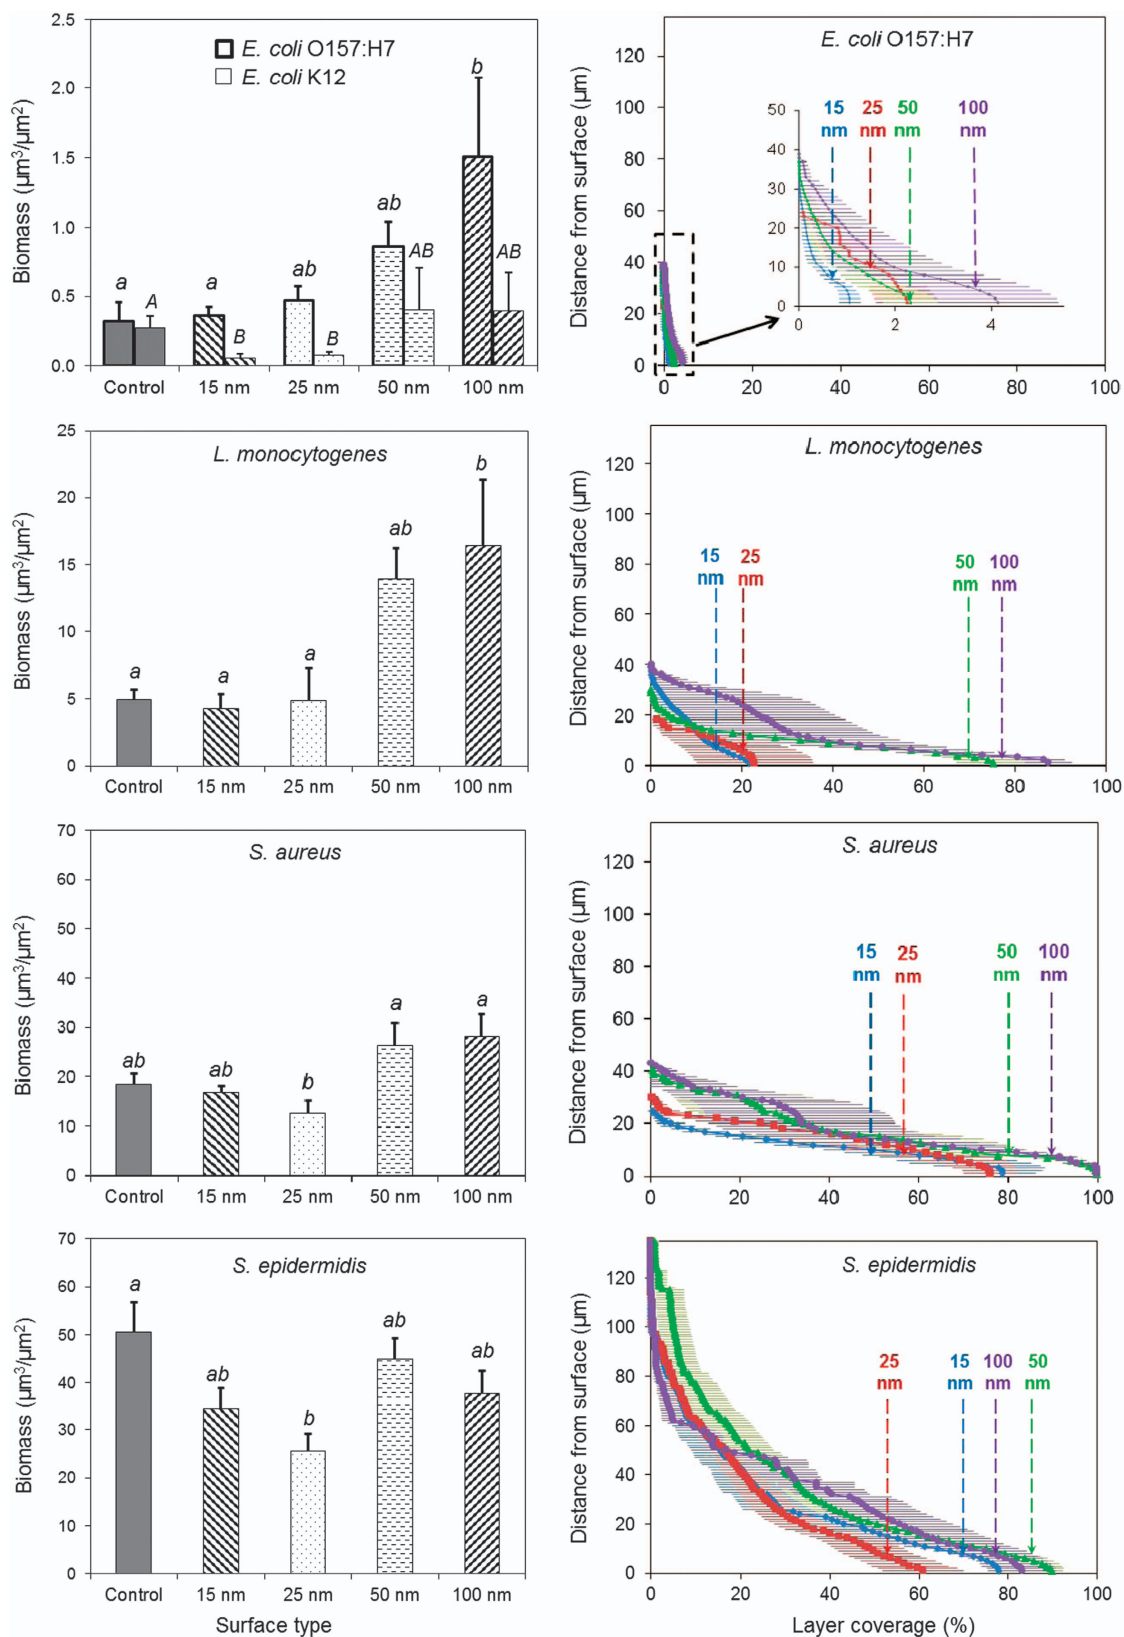 E. coli O157:H7
E. coli K12
Biomass (µm³/µm²)
2.5
2.0
1.5
1.0
0.5
0.0
a
A
a
B
ab
B
ab
AB
b
AB
Control
15 nm
25 nm
50 nm
100 nm
E. coli O157:H7
Distance from surface (µm)
120
100
80
60
40
20
0
0
20
40
60
80
100
15 nm
25 nm
50 nm
100 nm
50
40
30
20
10
0
0
2
4
L. monocytogenes
Biomass (µm³/µm²)
25
20
15
10
5
0
a
a
a
ab
b
Control
15 nm
25 nm
50 nm
100 nm
L. monocytogenes
Distance from surface (µm)
120
100
80
60
40
20
0
0
20
40
60
80
100
15 nm
25 nm
50 nm
100 nm
S. aureus
Biomass (µm³/µm²)
70
60
50
40
30
20
10
0
ab
ab
b
a
a
Control
15 nm
25 nm
50 nm
100 nm
S. aureus
Distance from surface (µm)
120
100
80
60
40
20
0
0
20
40
60
80
100
15 nm
25 nm
50 nm
100 nm
S. epidermidis
Biomass (µm³/µm²)
70
60
50
40
30
20
10
0
a
ab
b
ab
ab
Control
15 nm
25 nm
50 nm
100 nm
Surface type
S. epidermidis
Distance from surface (µm)
120
100
80
60
40
20
0
0
20
40
60
80
100
25 nm
15 nm
100 nm
50 nm
Layer coverage (%)